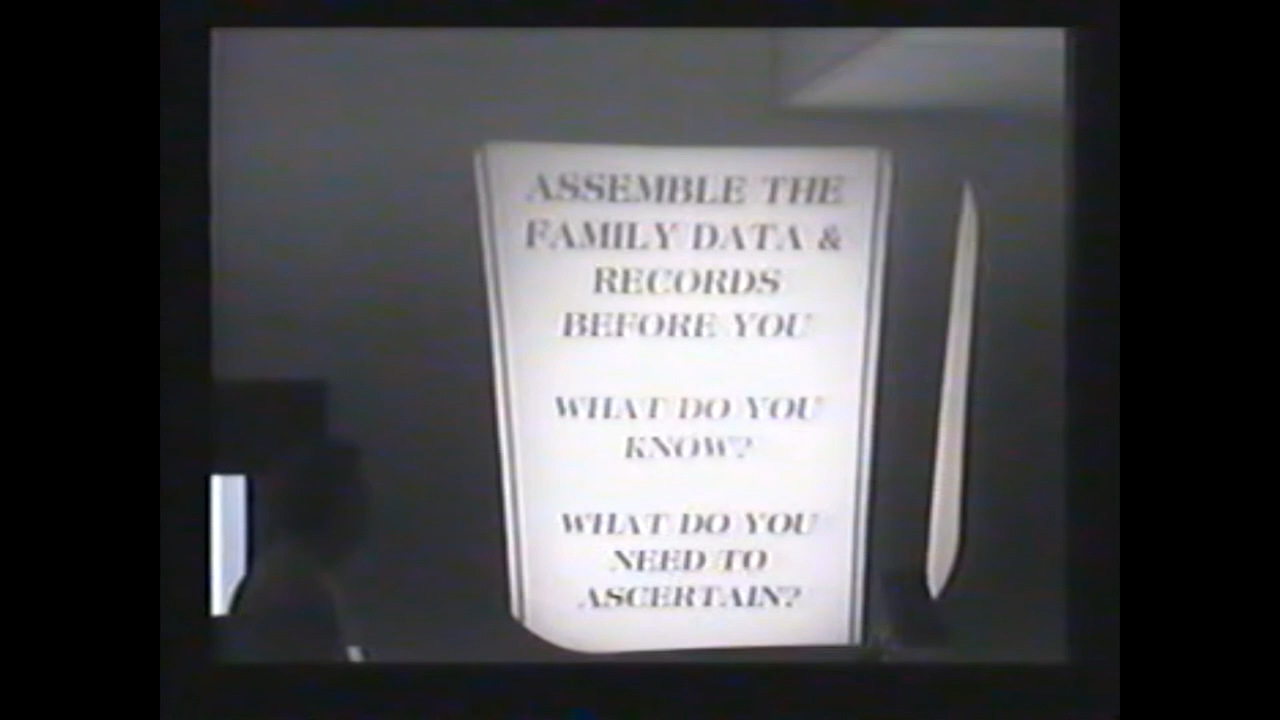 ASSEMBLE THE
FAMILY DATA &
RECORDS
BEFORE YOU
WHAT DO YOU
KNOW?
WHAT DO YOU
NEED TO
ASCERTAIN?